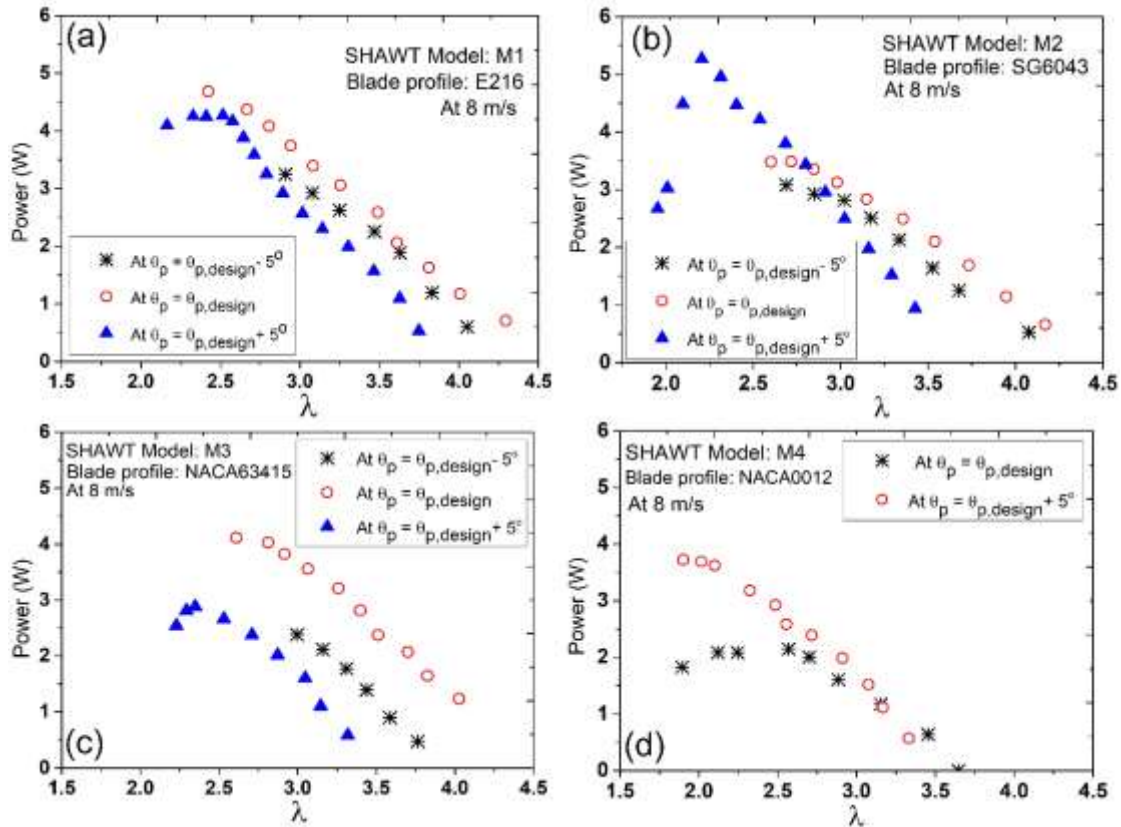 (a)
SHAWT Model: M1
Blade profile: E216
At 8 m/s
Power (W)
6
5
4
3
2
1
0
At θp = θp,design- 5o
At θp = θp,design
At θp = θp,design+ 5o
1.5 2.0 2.5 3.0 3.5 4.0 4.5
λ
(b)
SHAWT Model: M2
Blade profile: SG6043
At 8 m/s
Power (W)
6
5
4
3
2
1
0
At θp = θp,design- 5o
At θp = θp,design
At θp = θp,design+ 5o
2.0 2.5 3.0 3.5 4.0 4.5
λ
SHAWT Model: M3
Blade profile: NACA63415
At 8 m/s
At θp = θp,design- 5o
At θp = θp,design
At θp = θp,design+ 5o
Power (W)
6
5
4
3
2
1
0
(c)
1.5 2.0 2.5 3.0 3.5 4.0 4.5
λ
SHAWT Model: M4
Blade profile: NACA0012
At 8 m/s
At θp = θp,design
At θp = θp,design+ 5o
Power (W)
6
5
4
3
2
1
0
(d)
1.5 2.0 2.5 3.0 3.5 4.0 4.5
λ